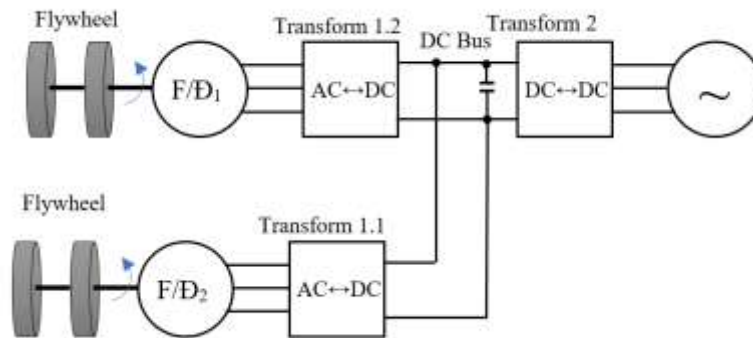 Flywheel
Transform 1.2
DC Bus
Transform 2
F/Đ₁
AC↔DC
DC↔DC
~
Flywheel
Transform 1.1
F/Đ₂
AC↔DC